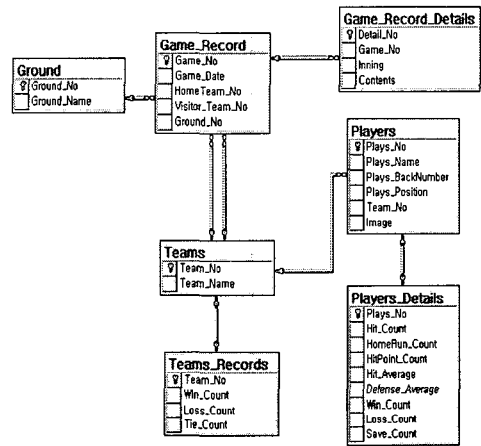 Ground
Ground_No
Ground_Name
Game_Record
Game_No
Game_Date
HomeTeam_No
Visitor_Team_No
Ground_No
Game_Record_Details
Detail_No
Game_No
Inning
Contents
Players
Plays_No
Plays_Name
Plays_BackNumber
Plays_Position
Team_No
Image
Teams
Team_No
Team_Name
Teams_Records
Team_No
Win_Count
Loss_Count
Tie_Count
Players_Details
Plays_No
Hit_Count
HomeRun_Count
HitPoint_Count
Hit_Average
Defense_Average
Win_Count
Loss_Count
Save_Count